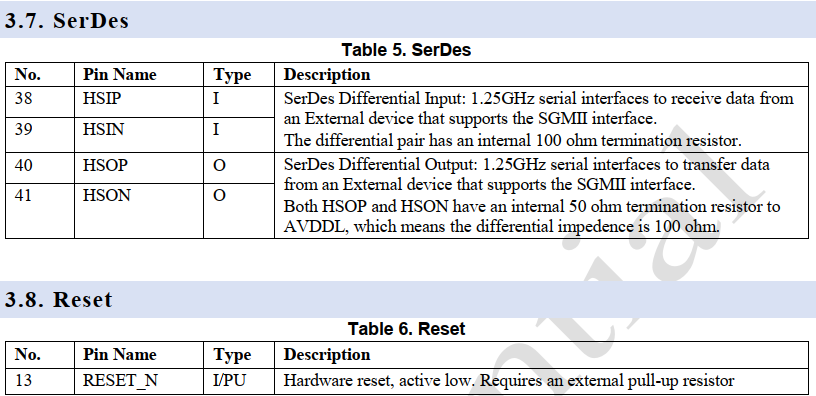 3.7. SerDes
Table 5. SerDes
No. Pin Name Type Description
38 HSIP I SerDes Differential Input: 1.25GHz serial interfaces to receive data from
an External device that supports the SGMII interface.
39 HSIN I
The differential pair has an internal 100 ohm termination resistor.
40 HSOP O SerDes Differential Output: 1.25GHz serial interfaces to transfer data
from an External device that supports the SGMII interface.
41 HSON O
Both HSOP and HSON have an internal 50 ohm termination resistor to
AVDDL, which means the differential impedence is 100 ohm.
3.8. Reset
Table 6. Reset
No. Pin Name Type Description
13 RESET_N I/PU Hardware reset, active low. Requires an external pull-up resistor
ntial